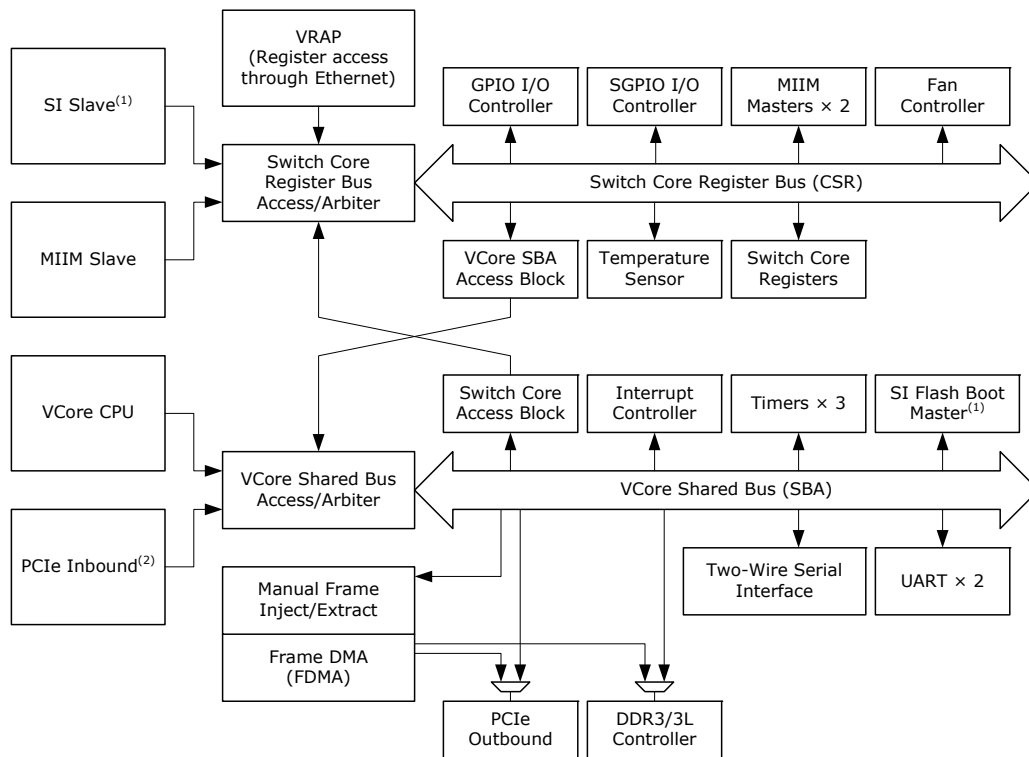 VRAP
(Register access
through Ethernet)
SI Slave(1)
GPIO I/O
Controller
SGPIO I/O
Controller
MIIM
Masters × 2
Fan
Controller
Switch Core
Register Bus
Access/Arbiter
Switch Core Register Bus (CSR)
MIIM Slave
VCore SBA
Access Block
Temperature
Sensor
Switch Core
Registers
VCore CPU
Switch Core
Access Block
Interrupt
Controller
Timers × 3
SI Flash Boot
Master(1)
VCore Shared Bus
Access/Arbiter
VCore Shared Bus (SBA)
PCIe Inbound(2)
Manual Frame
Inject/Extract
Two-Wire Serial
Interface
UART × 2
Frame DMA
(FDMA)
PCIe
Outbound
DDR3/3L
Controller